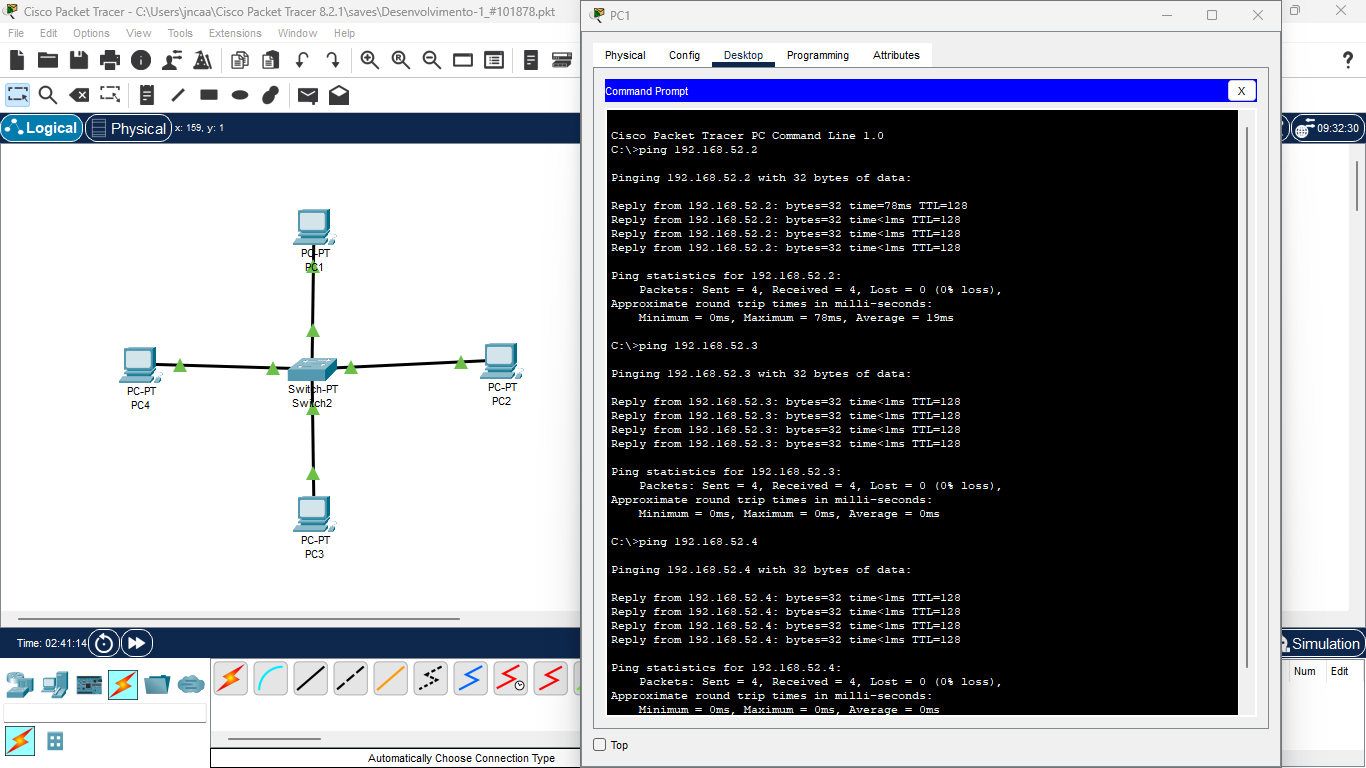 Cisco Packet Tracer - C:\Users\jncaa\Cisco Packet Tracer 8.2.1\saves\Desenvolvimento-1_#101878.pkt
File Edit Options View Tools Extensions Window Help
?
Logical Physical x: 159, y: 1
09:32:30
PC-PT
PC1
PC-PT
PC4
Switch-PT
Switch2
PC-PT
PC2
PC-PT
PC3
Time: 02:41:14
Simulation
Num Edit
Automatically Choose Connection Type
PC1
Physical Config Desktop Programming Attributes
Command Prompt
X
Cisco Packet Tracer PC Command Line 1.0
C:\>ping 192.168.52.2
Pinging 192.168.52.2 with 32 bytes of data:
Reply from 192.168.52.2: bytes=32 time=78ms TTL=128
Reply from 192.168.52.2: bytes=32 time<1ms TTL=128
Reply from 192.168.52.2: bytes=32 time<1ms TTL=128
Reply from 192.168.52.2: bytes=32 time<1ms TTL=128
Ping statistics for 192.168.52.2:
Packets: Sent = 4, Received = 4, Lost = 0 (0% loss),
Approximate round trip times in milli-seconds:
Minimum = 0ms, Maximum = 78ms, Average = 19ms
C:\>ping 192.168.52.3
Pinging 192.168.52.3 with 32 bytes of data:
Reply from 192.168.52.3: bytes=32 time<1ms TTL=128
Reply from 192.168.52.3: bytes=32 time<1ms TTL=128
Reply from 192.168.52.3: bytes=32 time<1ms TTL=128
Reply from 192.168.52.3: bytes=32 time<1ms TTL=128
Ping statistics for 192.168.52.3:
Packets: Sent = 4, Received = 4, Lost = 0 (0% loss),
Approximate round trip times in milli-seconds:
Minimum = 0ms, Maximum = 0ms, Average = 0ms
C:\>ping 192.168.52.4
Pinging 192.168.52.4 with 32 bytes of data:
Reply from 192.168.52.4: bytes=32 time<1ms TTL=128
Reply from 192.168.52.4: bytes=32 time<1ms TTL=128
Reply from 192.168.52.4: bytes=32 time<1ms TTL=128
Reply from 192.168.52.4: bytes=32 time<1ms TTL=128
Ping statistics for 192.168.52.4:
Packets: Sent = 4, Received = 4, Lost = 0 (0% loss),
Approximate round trip times in milli-seconds:
Minimum = 0ms, Maximum = 0ms, Average = 0ms
Top